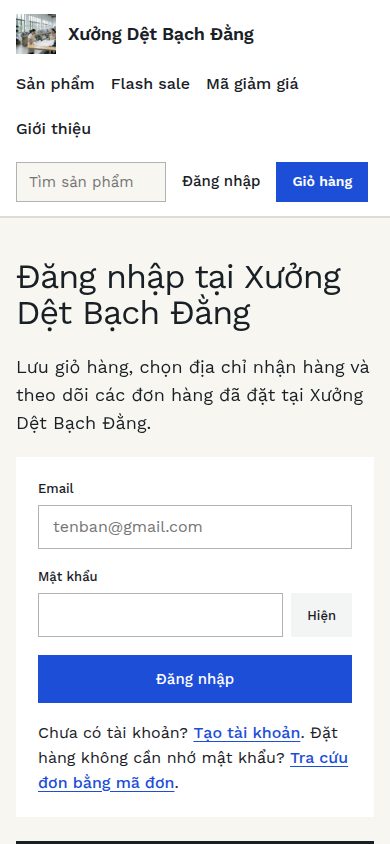 Xưởng Dệt Bạch Đằng
Sản phẩm Flash sale Mã giảm giá
Giới thiệu
Tìm sản phẩm Đăng nhập Giỏ hàng
Đăng nhập tại Xưởng
Dệt Bạch Đằng
Lưu giỏ hàng, chọn địa chỉ nhận hàng và
theo dõi các đơn hàng đã đặt tại Xưởng
Dệt Bạch Đằng.
Email
tenban@gmail.com
Mật khẩu
Hiện
Đăng nhập
Chưa có tài khoản? Tạo tài khoản. Đặt
hàng không cần nhớ mật khẩu? Tra cứu
đơn bằng mã đơn.